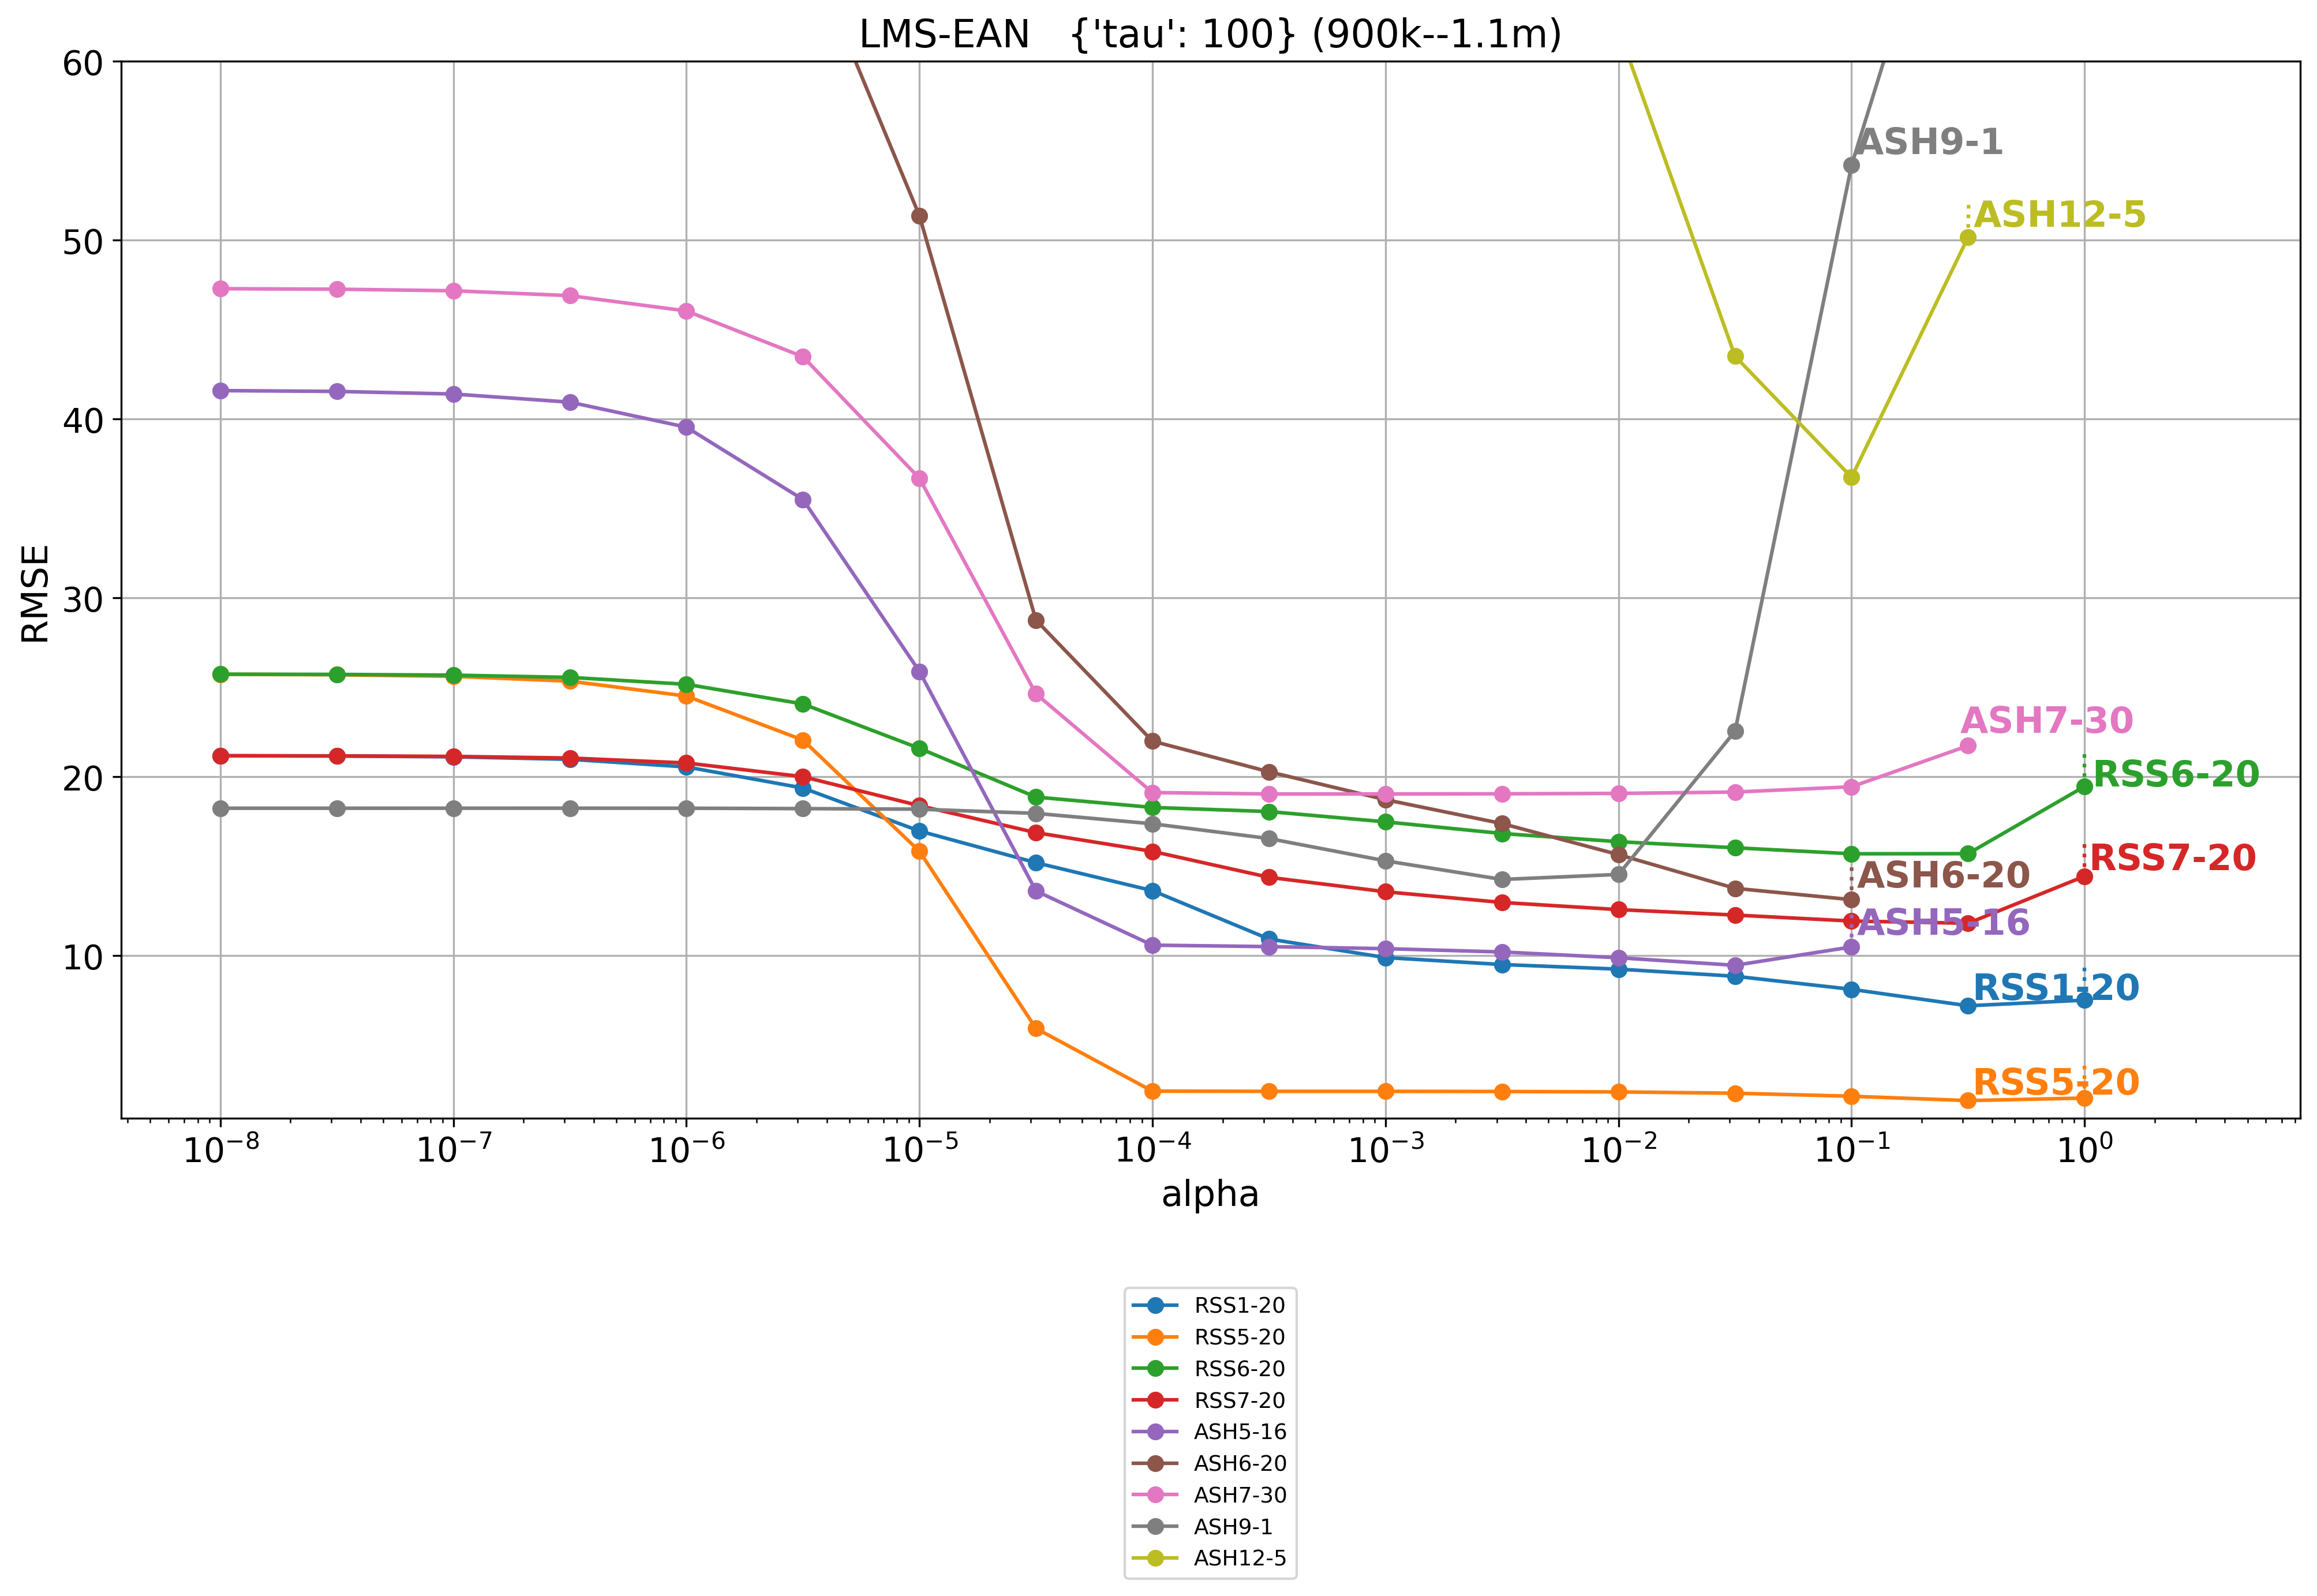 LMS-EAN   {'tau': 100} (900k--1.1m)
60
50
40
30
20
10
RMSE
ASH9-1
ASH12-5
ASH7-30
RSS6-20
RSS7-20
ASH6-20
ASH5-16
RSS1-20
RSS5-20
10⁻⁸ 10⁻⁷ 10⁻⁶ 10⁻⁵ 10⁻⁴ 10⁻³ 10⁻² 10⁻¹ 10⁰
alpha
RSS1-20
RSS5-20
RSS6-20
RSS7-20
ASH5-16
ASH6-20
ASH7-30
ASH9-1
ASH12-5